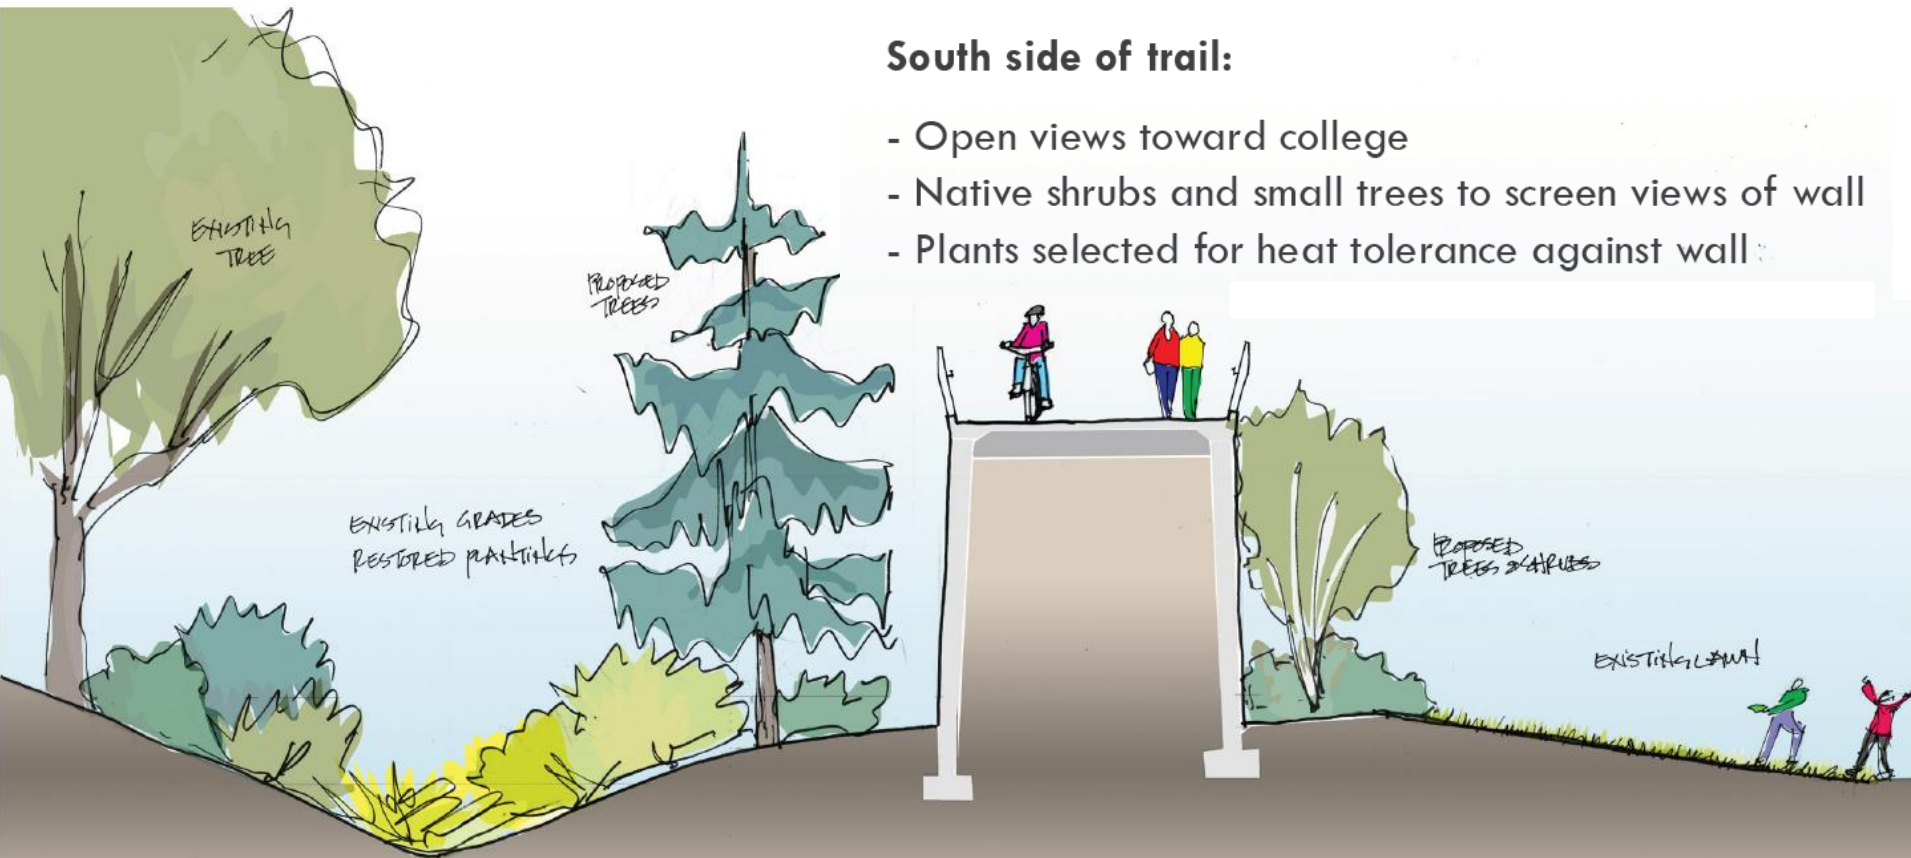 South side of trail:
- Open views toward college
- Native shrubs and small trees to screen views of wall
- Plants selected for heat tolerance against wall
EXISTING
TREE
PROPOSED
TREES
EXISTING GRADES
RESTORED PLANTINGS
PROPOSED
TREES & SHRUBS
EXISTING LAWN